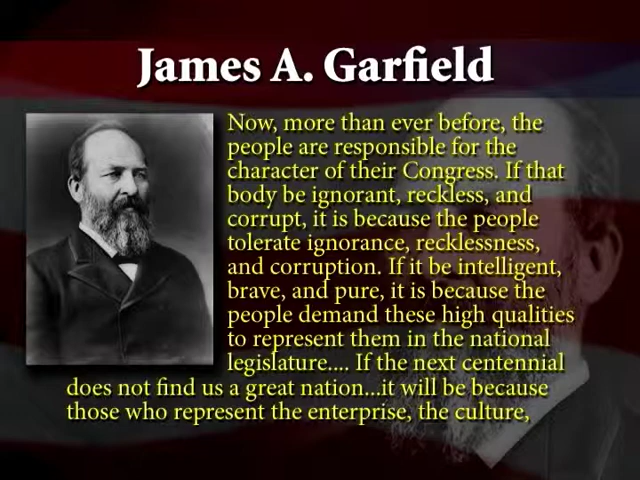 James A. Garfield
Now, more than ever before, the
people are responsible for the
character of their Congress. If that
body be ignorant, reckless, and
corrupt, it is because the people
tolerate ignorance, recklessness,
and corruption. If it be intelligent,
brave, and pure, it is because the
people demand these high qualities
to represent them in the national
legislature.... If the next centennial
does not find us a great nation...it will be because
those who represent the enterprise, the culture,